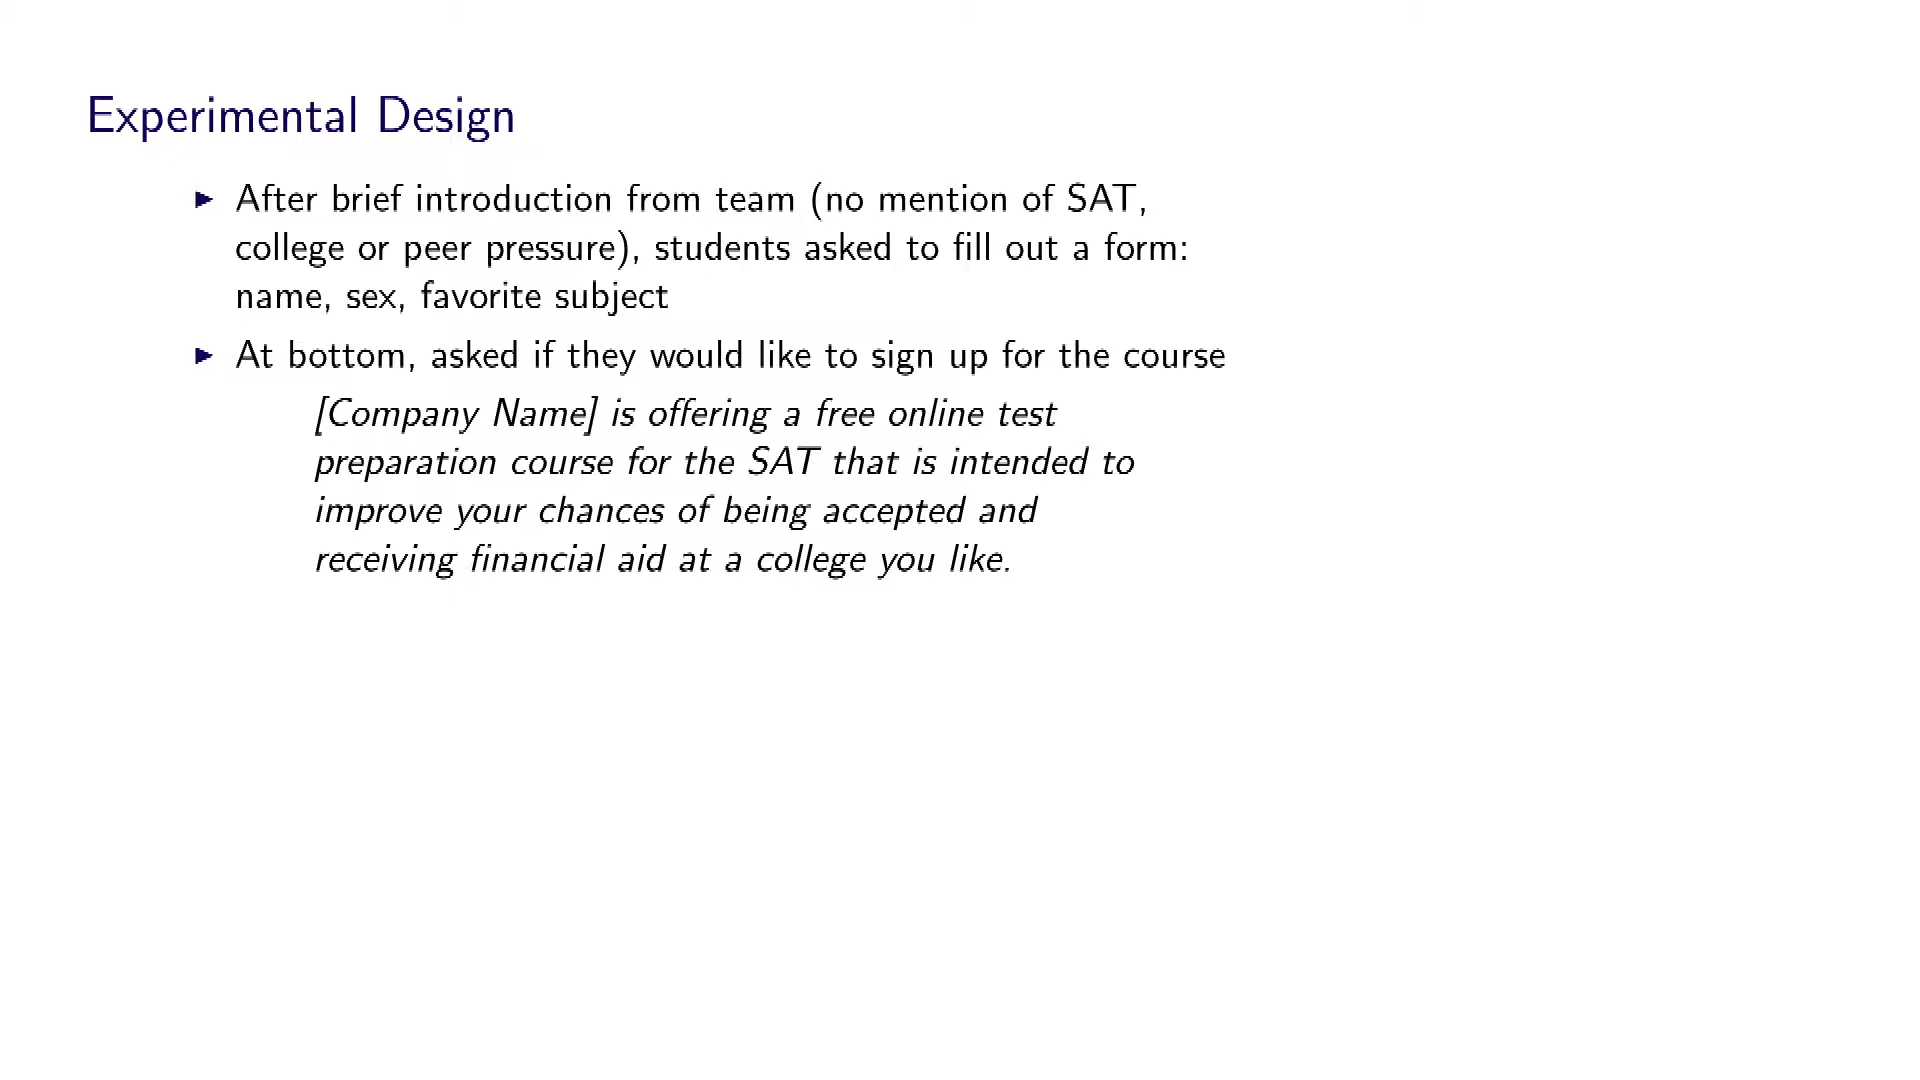 Experimental Design
▶ After brief introduction from team (no mention of SAT,
college or peer pressure), students asked to fill out a form:
name, sex, favorite subject
▶ At bottom, asked if they would like to sign up for the course
[Company Name] is offering a free online test
preparation course for the SAT that is intended to
improve your chances of being accepted and
receiving financial aid at a college you like.